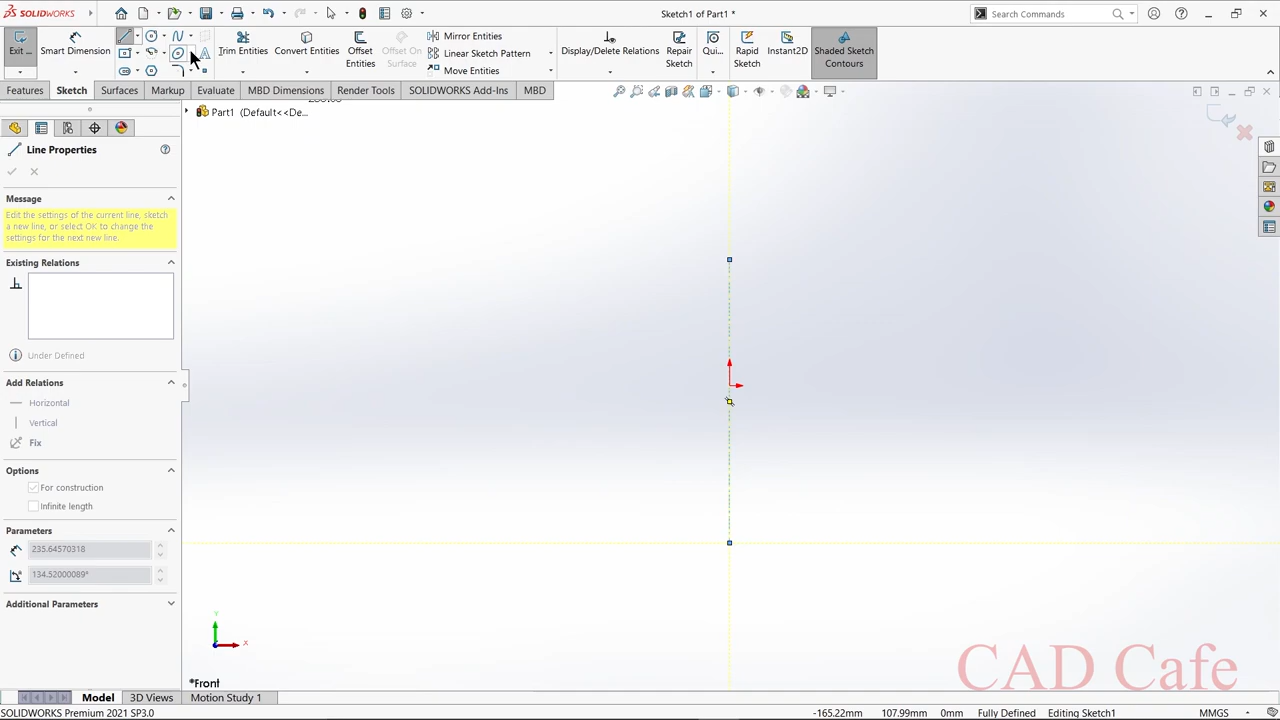 SOLIDWORKS
Sketch1 of Part1 *
Search Commands
Exit ...
Smart Dimension
Trim Entities
Convert Entities
Offset Entities
Offset On Surface
Mirror Entities
Linear Sketch Pattern
Move Entities
Display/Delete Relations
Repair Sketch
Qui...
Rapid Sketch
Instant2D
Shaded Sketch Contours
Features
Sketch
Surfaces
Markup
Evaluate
MBD Dimensions
Render Tools
SOLIDWORKS Add-Ins
MBD
Part1 (Default<<De...
Line Properties
Message
Edit the settings of the current line, sketch
a new line, or select OK to change the
settings for the next new line.
Existing Relations
Under Defined
Add Relations
Horizontal
Vertical
Fix
Options
For construction
Infinite length
Parameters
235.64570318
134.52000089°
Additional Parameters
Y
X
*Front
CAD Cafe
Model
3D Views
Motion Study 1
SOLIDWORKS Premium 2021 SP3.0
-165.22mm
107.99mm
0mm
Fully Defined
Editing Sketch1
MMGS